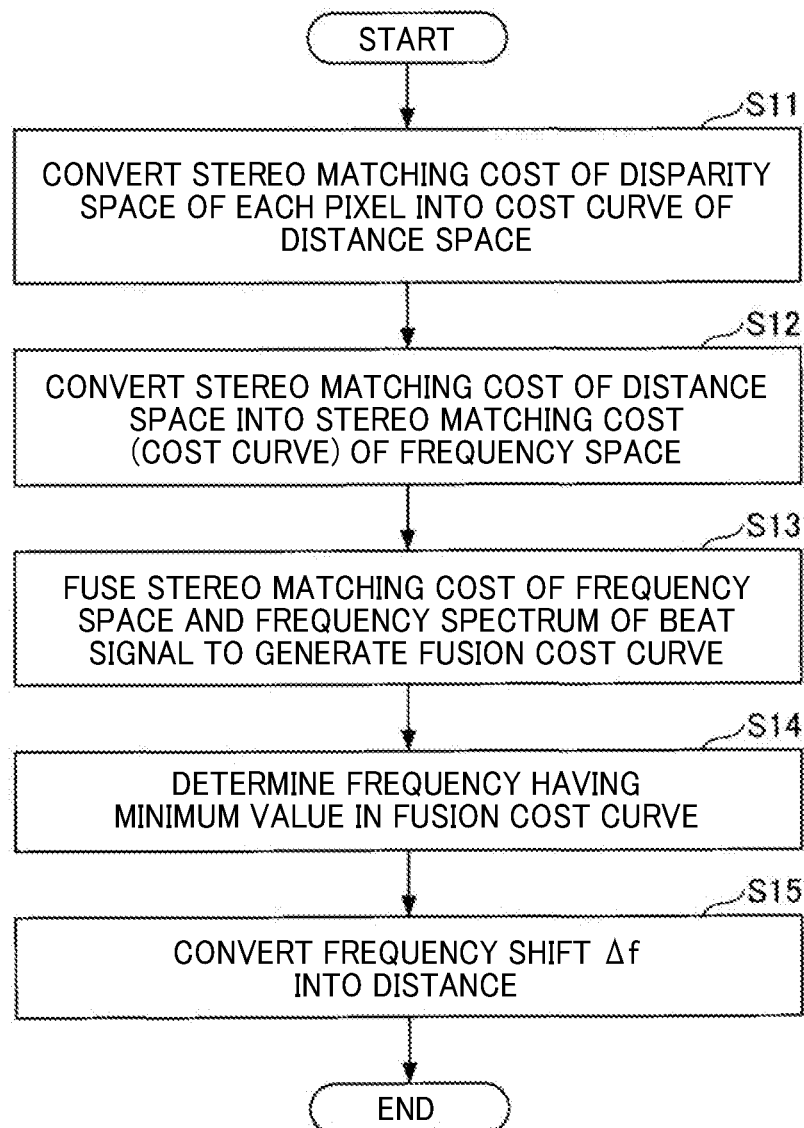 START
S11
CONVERT STEREO MATCHING COST OF DISPARITY
SPACE OF EACH PIXEL INTO COST CURVE OF
DISTANCE SPACE
S12
CONVERT STEREO MATCHING COST OF DISTANCE
SPACE INTO STEREO MATCHING COST
(COST CURVE) OF FREQUENCY SPACE
S13
FUSE STEREO MATCHING COST OF FREQUENCY
SPACE AND FREQUENCY SPECTRUM OF BEAT
SIGNAL TO GENERATE FUSION COST CURVE
S14
DETERMINE FREQUENCY HAVING
MINIMUM VALUE IN FUSION COST CURVE
S15
CONVERT FREQUENCY SHIFT Δf
INTO DISTANCE
END